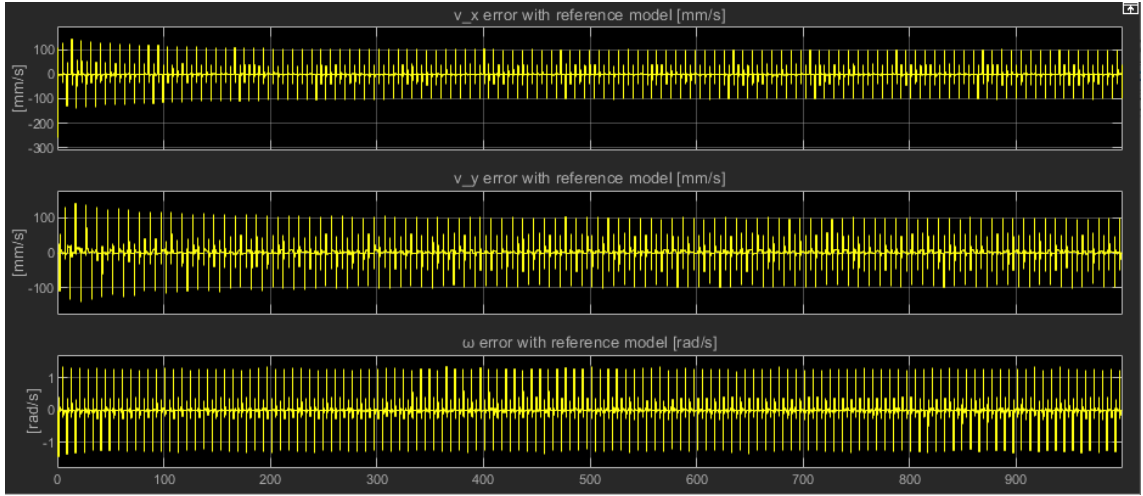 v_x error with reference model [mm/s]
[mm/s]
100
0
-100
-200
-300
v_y error with reference model [mm/s]
[mm/s]
100
0
-100
ω error with reference model [rad/s]
[rad/s]
1
0
-1
0 100 200 300 400 500 600 700 800 900